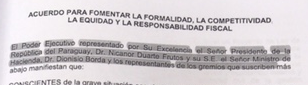 ACUERDO PARA FOMENTAR LA FORMALIDAD, LA COMPETITIVIDAD,
LA EQUIDAD Y LA RESPONSABILIDAD FISCAL
El Poder Ejecutivo representado por Su Excelencia, el Señor Presidente de la
República del Paraguay, Dr. Nicanor Duarte Frutos y su S.E. el Señor Ministro de
Hacienda, Dr. Dionisio Borda y los representantes de los gremios que suscriben más
abajo manifiestan que:
CONSCIENTES de la grave situación